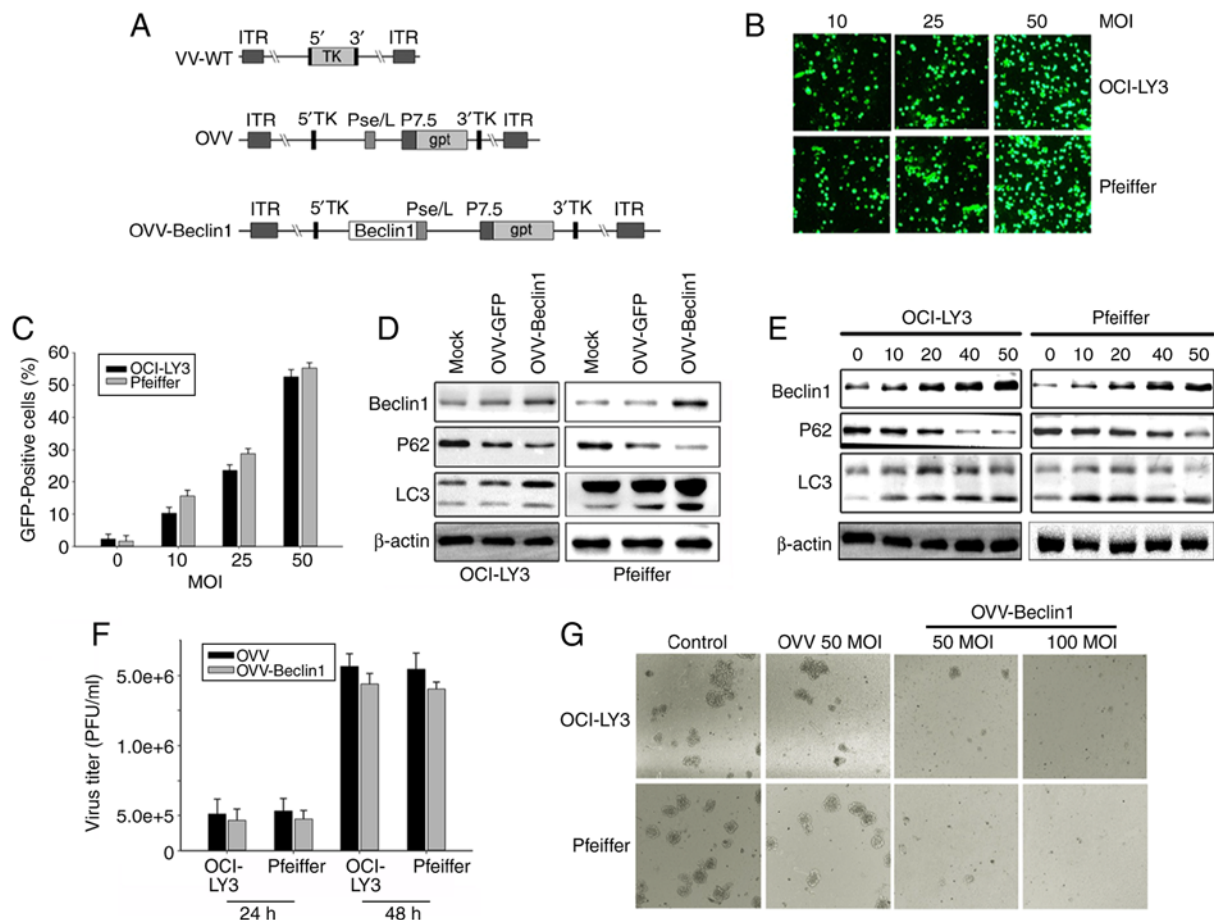 A
ITR 5′ 3′ ITR
VV-WT TK
5′TK Pse/L P7.5 3′TK
ITR ITR
OVV gpt
ITR 5′TK Pse/L P7.5 3′TK ITR
OVV-Beclin1 Beclin1 gpt
B
10 25 50 MOI
OCI-LY3
Pfeiffer
C
GFP-Positive cells (%)
60
50
40
30
20
10
0
OCI-LY3
Pfeiffer
0 10 25 50
MOI
D
Mock OVV-GFP OVV-Beclin1 Mock OVV-GFP OVV-Beclin1
Beclin1
P62
LC3
β-actin
OCI-LY3 Pfeiffer
E
OCI-LY3 Pfeiffer
0 10 20 40 50 0 10 20 40 50
Beclin1
P62
LC3
β-actin
F
Virus titer (PFU/ml)
5.0e+6
1.0e+6
5.0e+5
0
OVV
OVV-Beclin1
OCI-
LY3 Pfeiffer OCI-
LY3 Pfeiffer
24 h 48 h
G
OVV-Beclin1
Control OVV 50 MOI 50 MOI 100 MOI
OCI-LY3
Pfeiffer